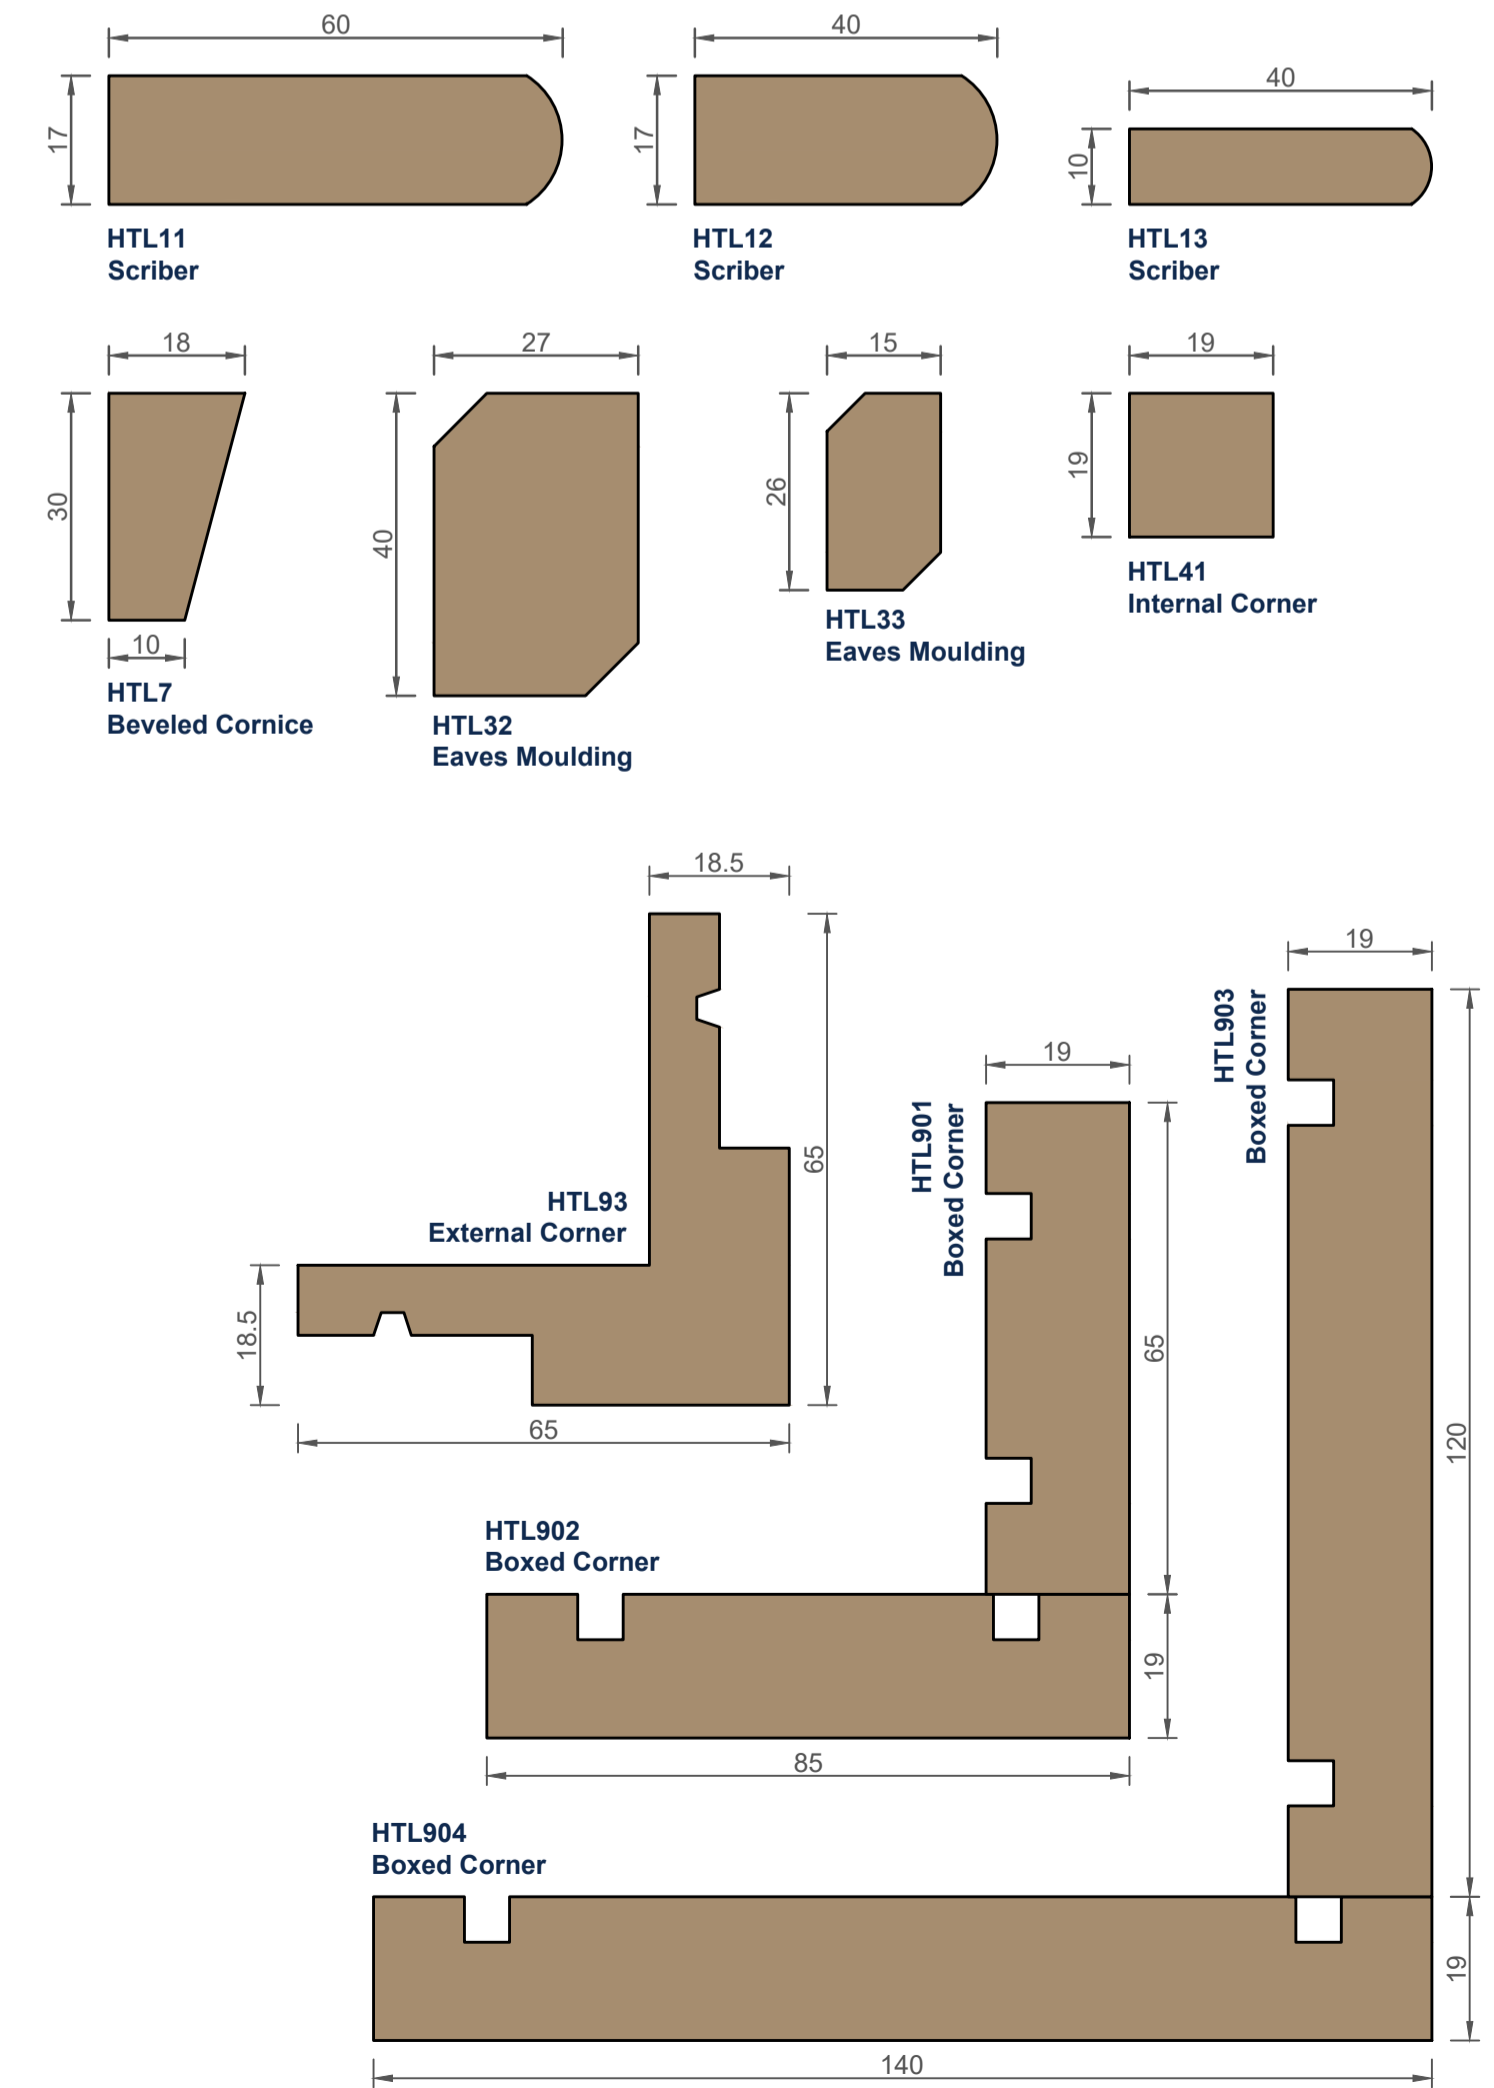 60
40
40
17
17
10
HTL11
Scriber
HTL12
Scriber
HTL13
Scriber
18
27
15
19
30
40
26
19
10
HTL7
Beveled Cornice
HTL32
Eaves Moulding
HTL33
Eaves Moulding
HTL41
Internal Corner
18.5
65
HTL93
External Corner
18.5
65
19
HTL901
Boxed Corner
65
19
HTL903
Boxed Corner
120
HTL902
Boxed Corner
19
85
HTL904
Boxed Corner
19
140